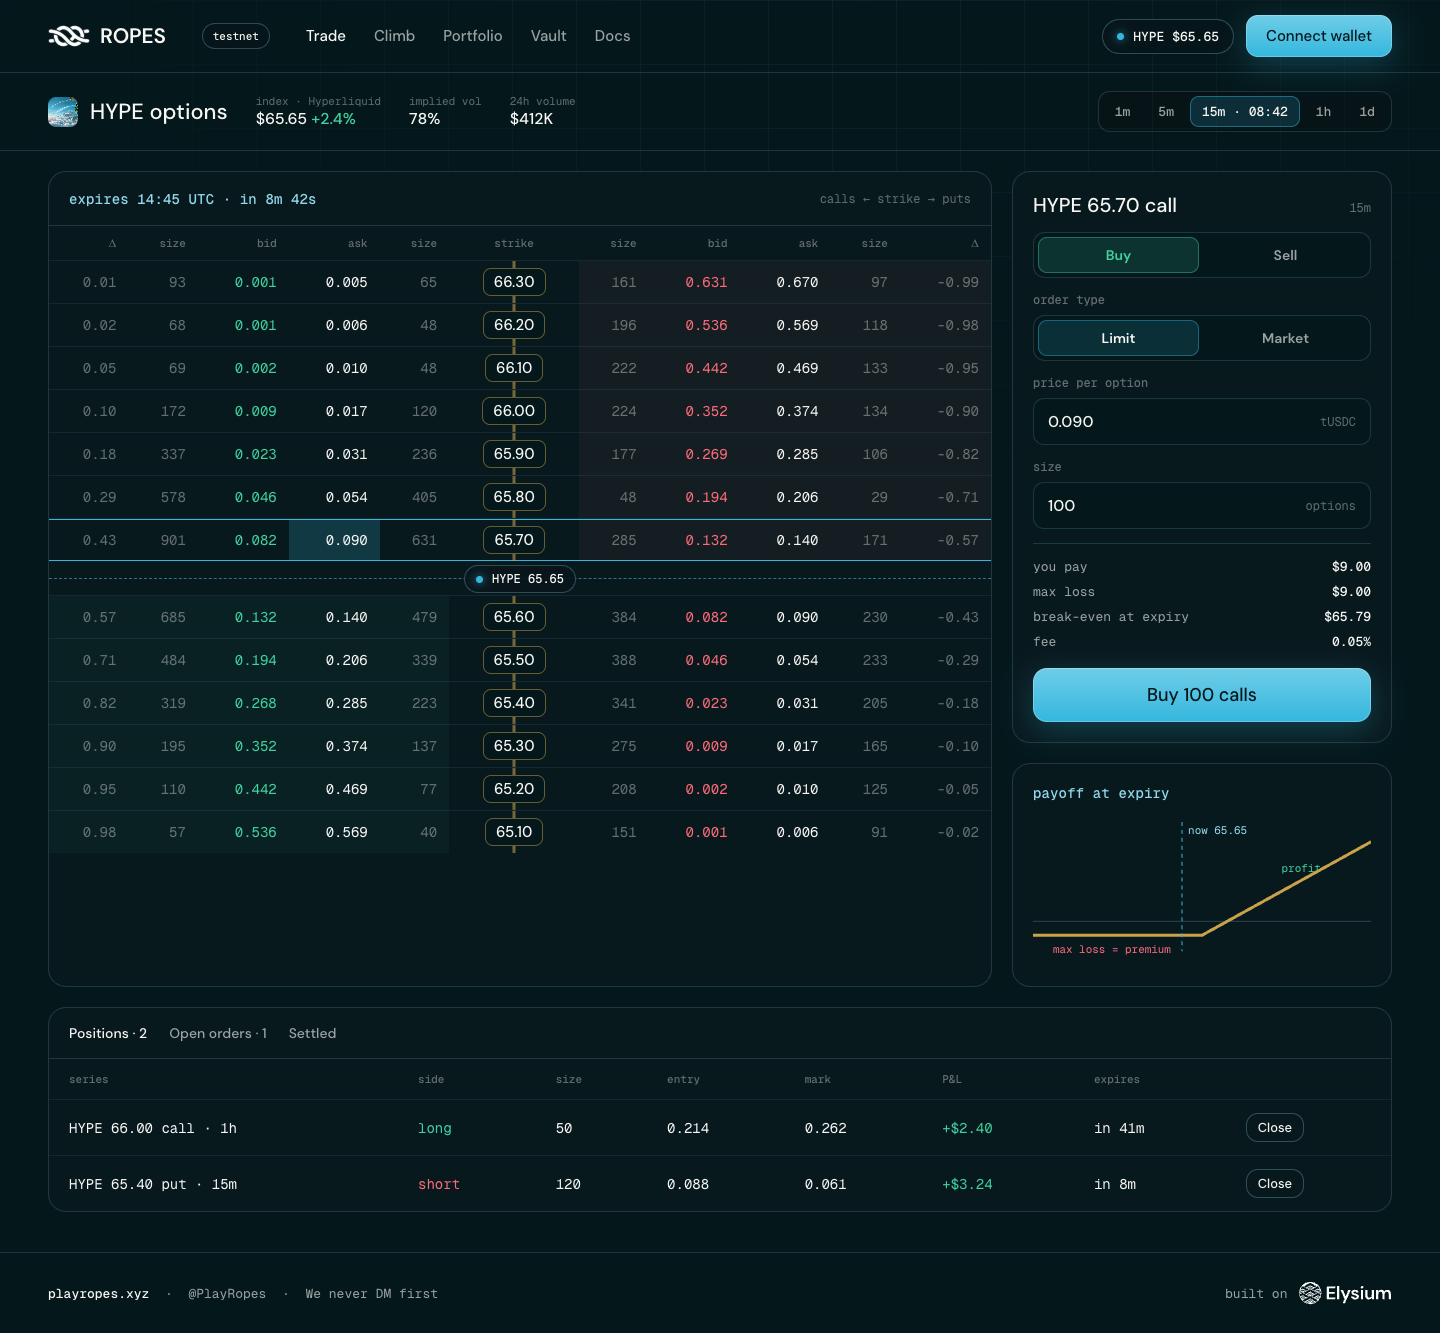 ROPES testnet Trade Climb Portfolio Vault Docs HYPE $65.65 Connect wallet
HYPE options
index · Hyperliquid implied vol 24h volume
$65.65 +2.4% 78% $412K
1m 5m 15m · 08:42 1h 1d
expires 14:45 UTC · in 8m 42s calls ← strike → puts
Δ size bid ask size strike size bid ask size Δ
0.01 93 0.001 0.005 65 66.30 161 0.631 0.670 97 -0.99
0.02 68 0.001 0.006 48 66.20 196 0.536 0.569 118 -0.98
0.05 69 0.002 0.010 48 66.10 222 0.442 0.469 133 -0.95
0.10 172 0.009 0.017 120 66.00 224 0.352 0.374 134 -0.90
0.18 337 0.023 0.031 236 65.90 177 0.269 0.285 106 -0.82
0.29 578 0.046 0.054 405 65.80 48 0.194 0.206 29 -0.71
0.43 901 0.082 0.090 631 65.70 285 0.132 0.140 171 -0.57
HYPE 65.65
0.57 685 0.132 0.140 479 65.60 384 0.082 0.090 230 -0.43
0.71 484 0.194 0.206 339 65.50 388 0.046 0.054 233 -0.29
0.82 319 0.268 0.285 223 65.40 341 0.023 0.031 205 -0.18
0.90 195 0.352 0.374 137 65.30 275 0.009 0.017 165 -0.10
0.95 110 0.442 0.469 77 65.20 208 0.002 0.010 125 -0.05
0.98 57 0.536 0.569 40 65.10 151 0.001 0.006 91 -0.02
HYPE 65.70 call 15m
Buy Sell
order type
Limit Market
price per option
0.090 tUSDC
size
100 options
you pay $9.00
max loss $9.00
break-even at expiry $65.79
fee 0.05%
Buy 100 calls
payoff at expiry
now 65.65
profit
max loss = premium
Positions · 2 Open orders · 1 Settled
series side size entry mark P&L expires
HYPE 66.00 call · 1h long 50 0.214 0.262 +$2.40 in 41m Close
HYPE 65.40 put · 15m short 120 0.088 0.061 +$3.24 in 8m Close
playropes.xyz · @PlayRopes · We never DM first built on Elysium